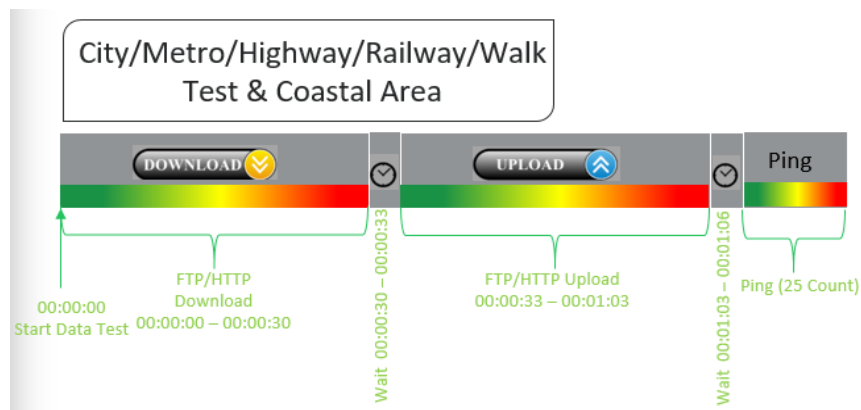 City/Metro/Highway/Railway/Walk
Test & Coastal Area
DOWNLOAD
UPLOAD
Ping
00:00:00
Start Data Test
FTP/HTTP
Download
00:00:00 – 00:00:30
Wait 00:00:30 – 00:00:33
FTP/HTTP Upload
00:00:33 – 00:01:03
Wait 00:01:03 – 00:01:06
Ping (25 Count)